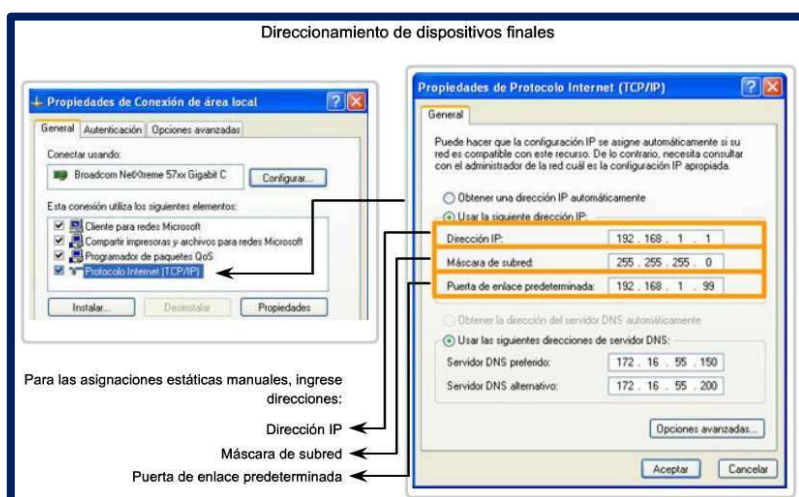 Direccionamiento de dispositivos finales
Propiedades de Conexión de área local
General Autenticación Opciones avanzadas
Conectar usando:
Broadcom NetXtreme 57xx Gigabit C
Configurar...
Esta conexión utiliza los siguientes elementos:
Cliente para redes Microsoft
Compartir impresoras y archivos para redes Microsoft
Programador de paquetes QoS
Protocolo Internet (TCP/IP)
Instalar... Desinstalar Propiedades
Para las asignaciones estáticas manuales, ingrese
direcciones:
Dirección IP
Máscara de subred
Puerta de enlace predeterminada
Propiedades de Protocolo Internet (TCP/IP)
General
Puede hacer que la configuración IP se asigne automáticamente si su
red es compatible con este recurso. De lo contrario, necesita consultar
con el administrador de la red cuál es la configuración IP apropiada.
Obtener una dirección IP automáticamente
Usar la siguiente dirección IP:
Dirección IP: 192 . 168 . 1 . 1
Máscara de subred: 255 . 255 . 255 . 0
Puerta de enlace predeterminada: 192 . 168 . 1 . 99
Obtener la dirección del servidor DNS automáticamente
Usar las siguientes direcciones de servidor DNS:
Servidor DNS preferido: 172 . 16 . 55 . 150
Servidor DNS alternativo: 172 . 16 . 55 . 200
Opciones avanzadas...
Aceptar Cancelar